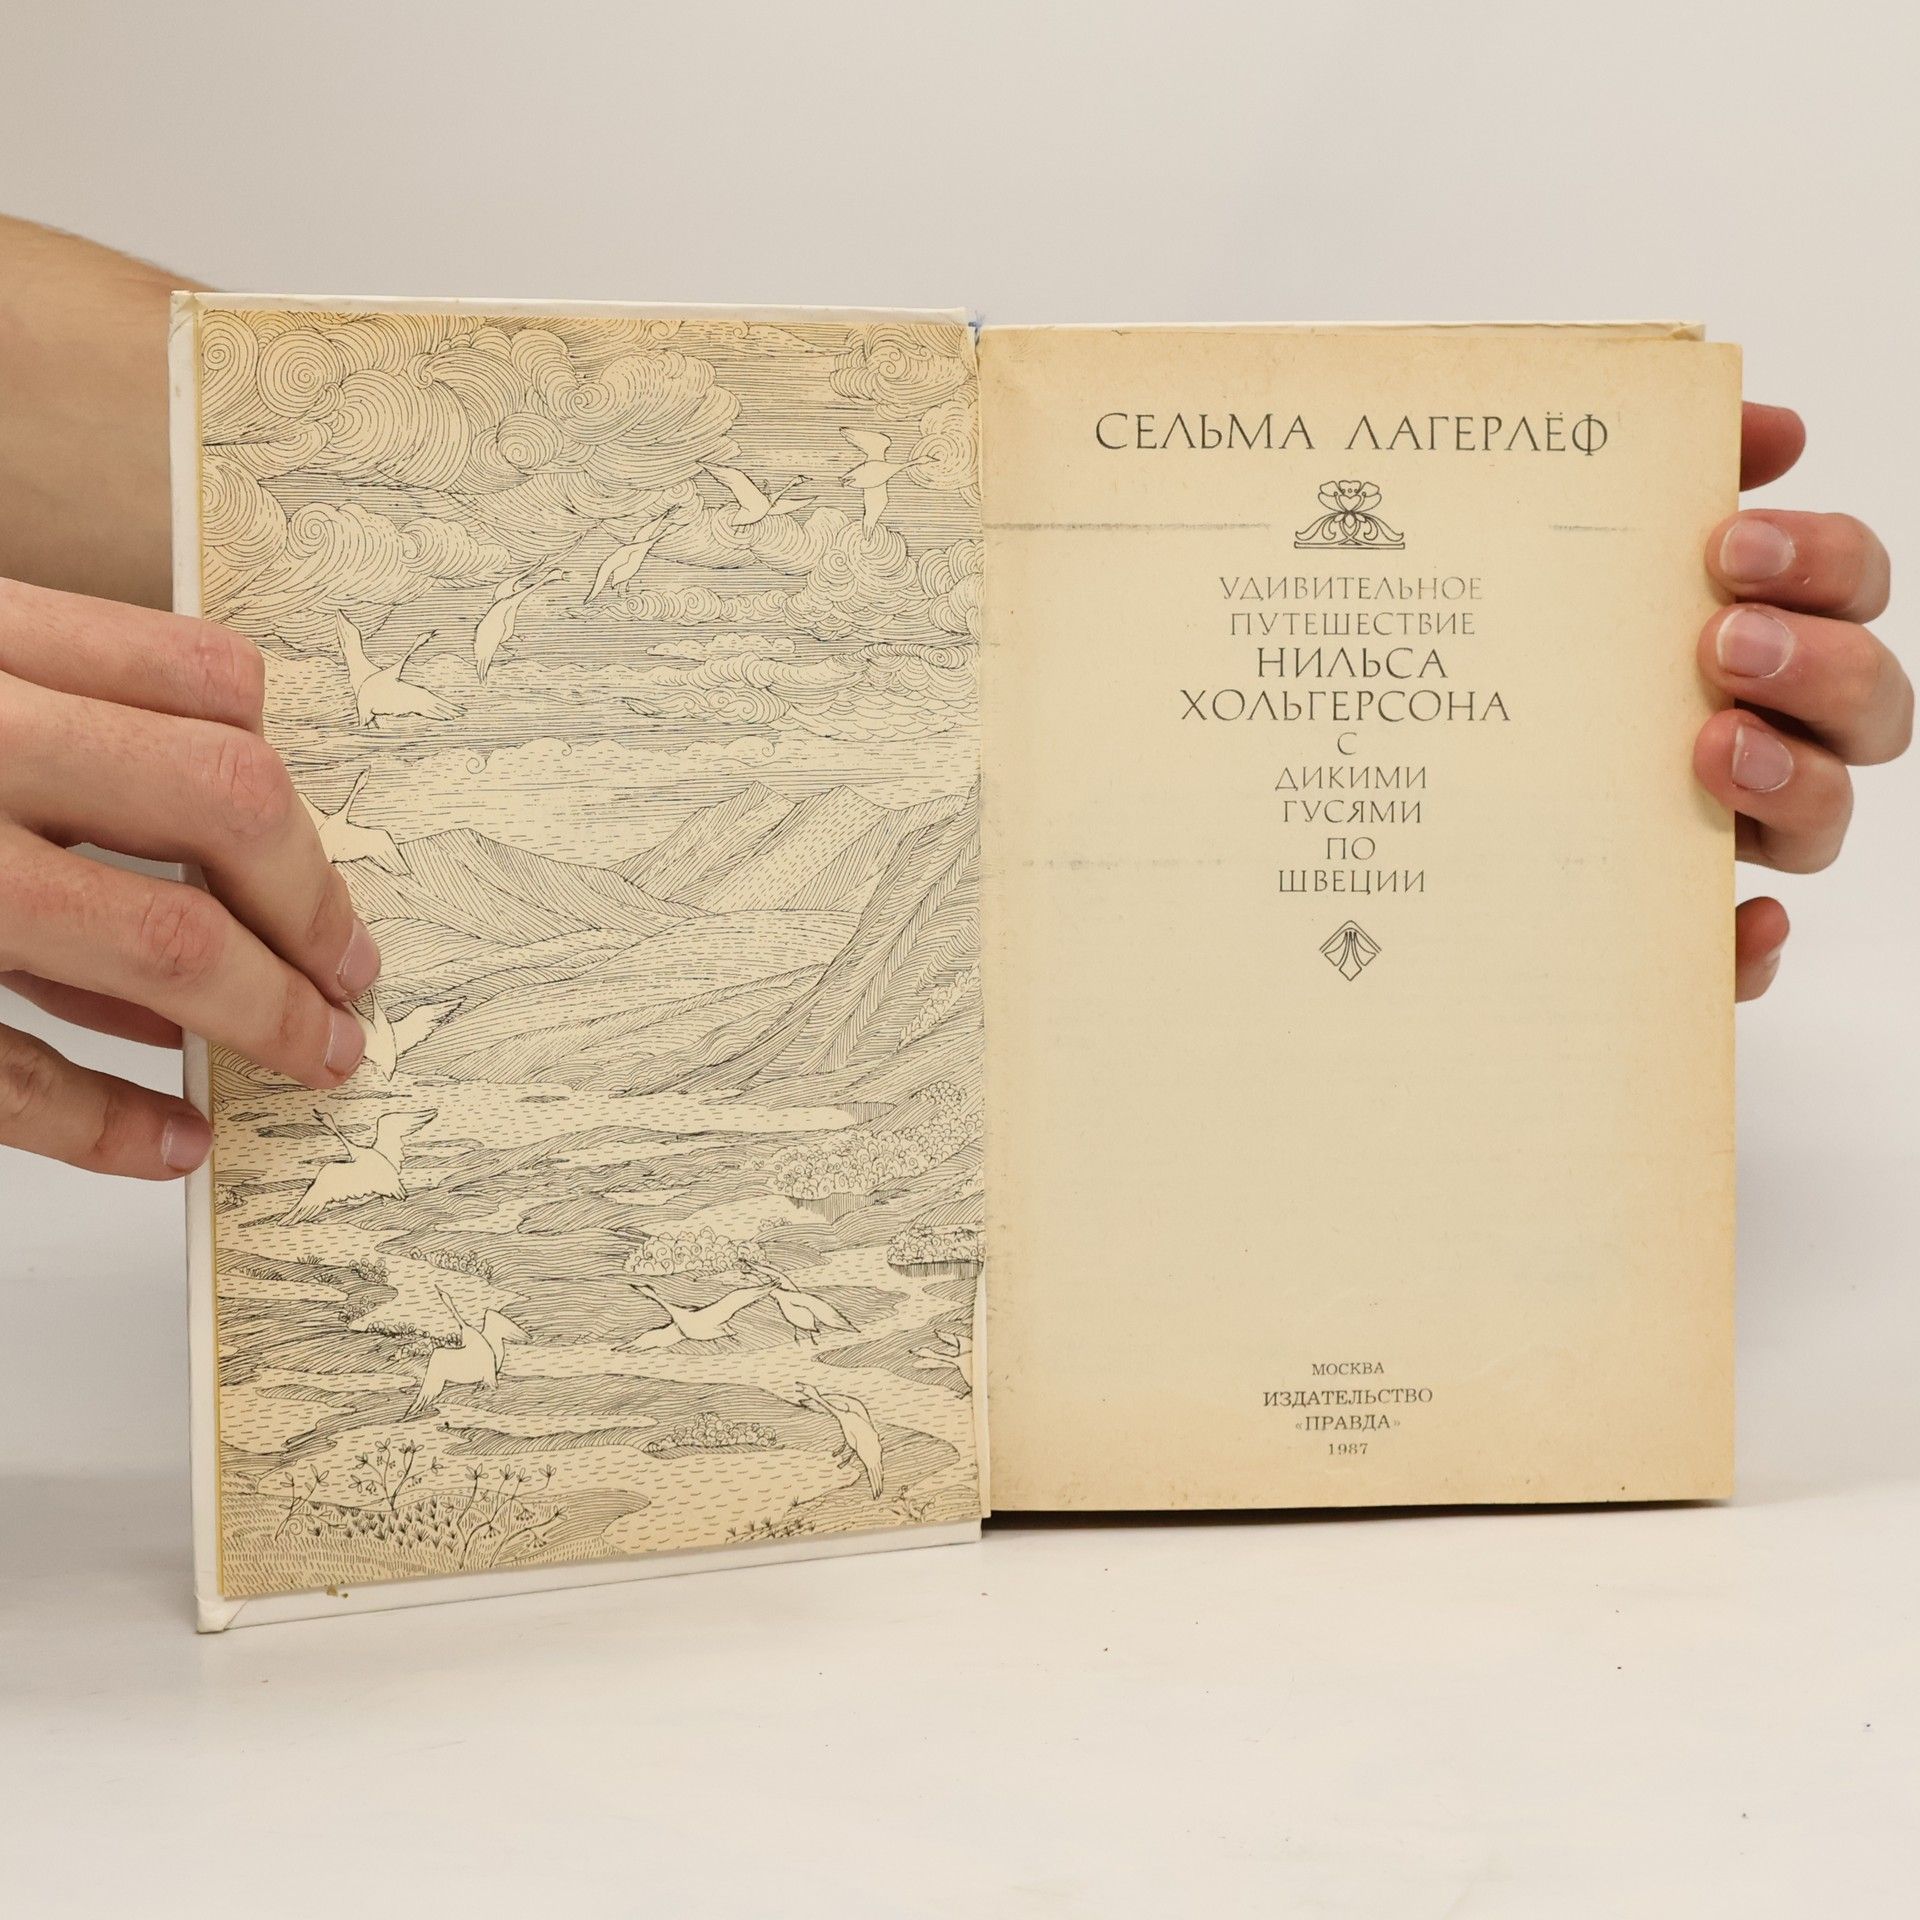 СЕЛЬМА ЛАГЕРЛЁФ
УДИВИТЕЛЬНОЕ
ПУТЕШЕСТВИЕ
НИЛЬСА
ХОЛЬГЕРСОНА
С
ДИКИМИ
ГУСЯМИ
ПО
ШВЕЦИИ
МОСКВА
ИЗДАТЕЛЬСТВО
«ПРАВДА»
1987